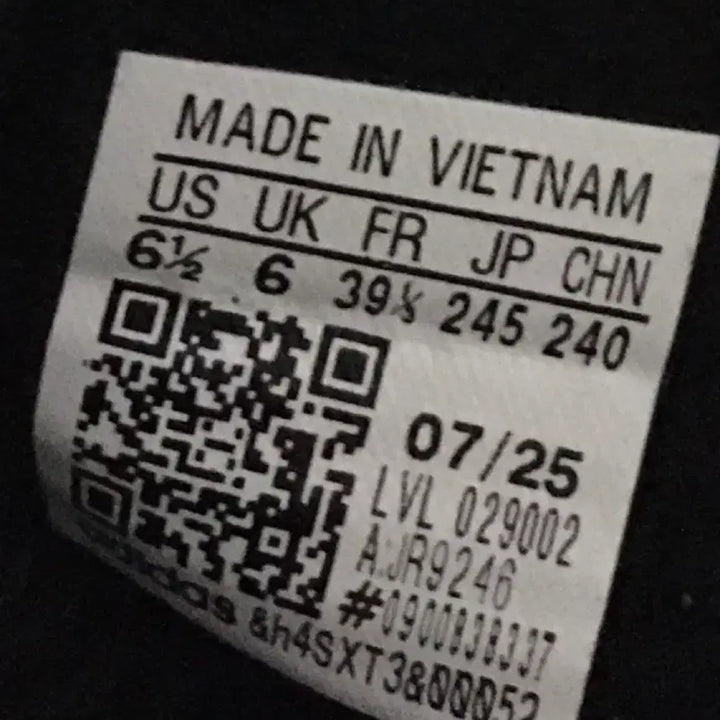 MADE IN VIETNAM
US UK FR JP CHN
6½ 6 39⅓ 245 240
07/25
LVL 029002
#0900838337
adidas